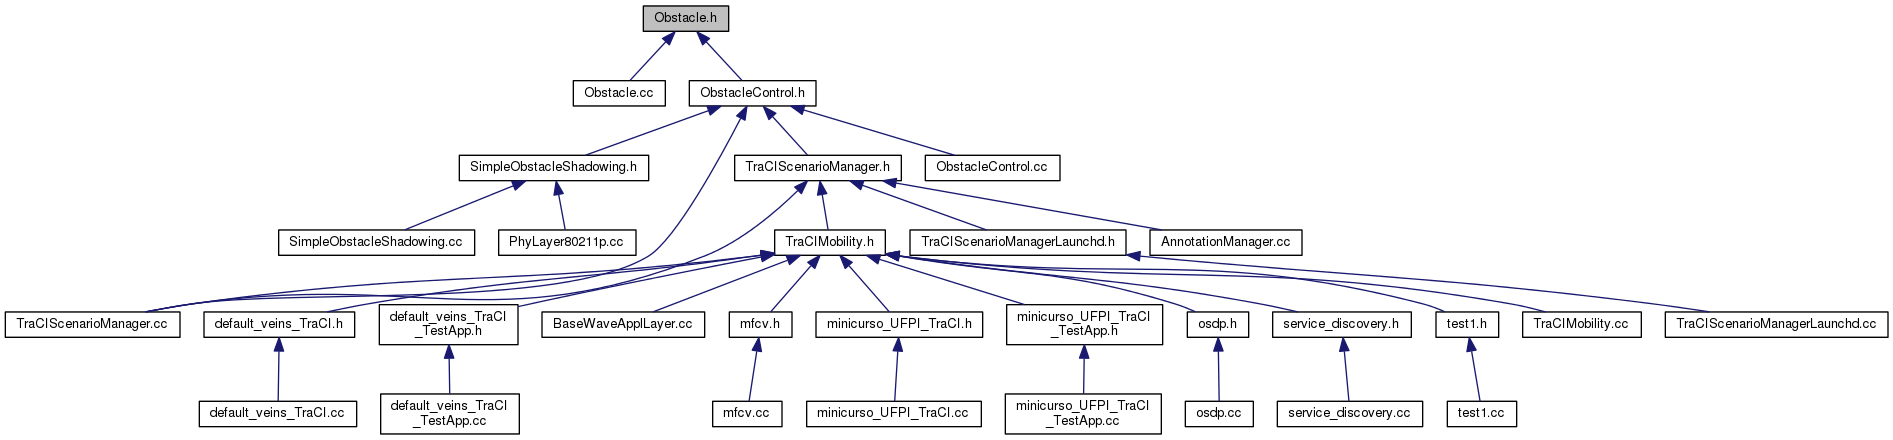 Obstacle.h
Obstacle.cc
ObstacleControl.h
SimpleObstacleShadowing.h
TraCIScenarioManager.h
ObstacleControl.cc
SimpleObstacleShadowing.cc
PhyLayer80211p.cc
TraCIMobility.h
TraCIScenarioManagerLaunchd.h
AnnotationManager.cc
TraCIScenarioManager.cc
default_veins_TraCI.h
default_veins_TraCI
_TestApp.h
BaseWaveApplLayer.cc
mfcv.h
minicurso_UFPI_TraCI.h
minicurso_UFPI_TraCI
_TestApp.h
osdp.h
service_discovery.h
test1.h
TraCIMobility.cc
TraCIScenarioManagerLaunchd.cc
default_veins_TraCI.cc
default_veins_TraCI
_TestApp.cc
mfcv.cc
minicurso_UFPI_TraCI.cc
minicurso_UFPI_TraCI
_TestApp.cc
osdp.cc
service_discovery.cc
test1.cc